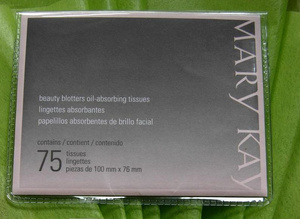 MARY KAY
beauty blotters oil-absorbing tissues
lingettes absorbantes
papelillos absorbentes de brillo facial
contains / contient / contenido
75 tissues
lingettes
piezas de 100 mm x 76 mm